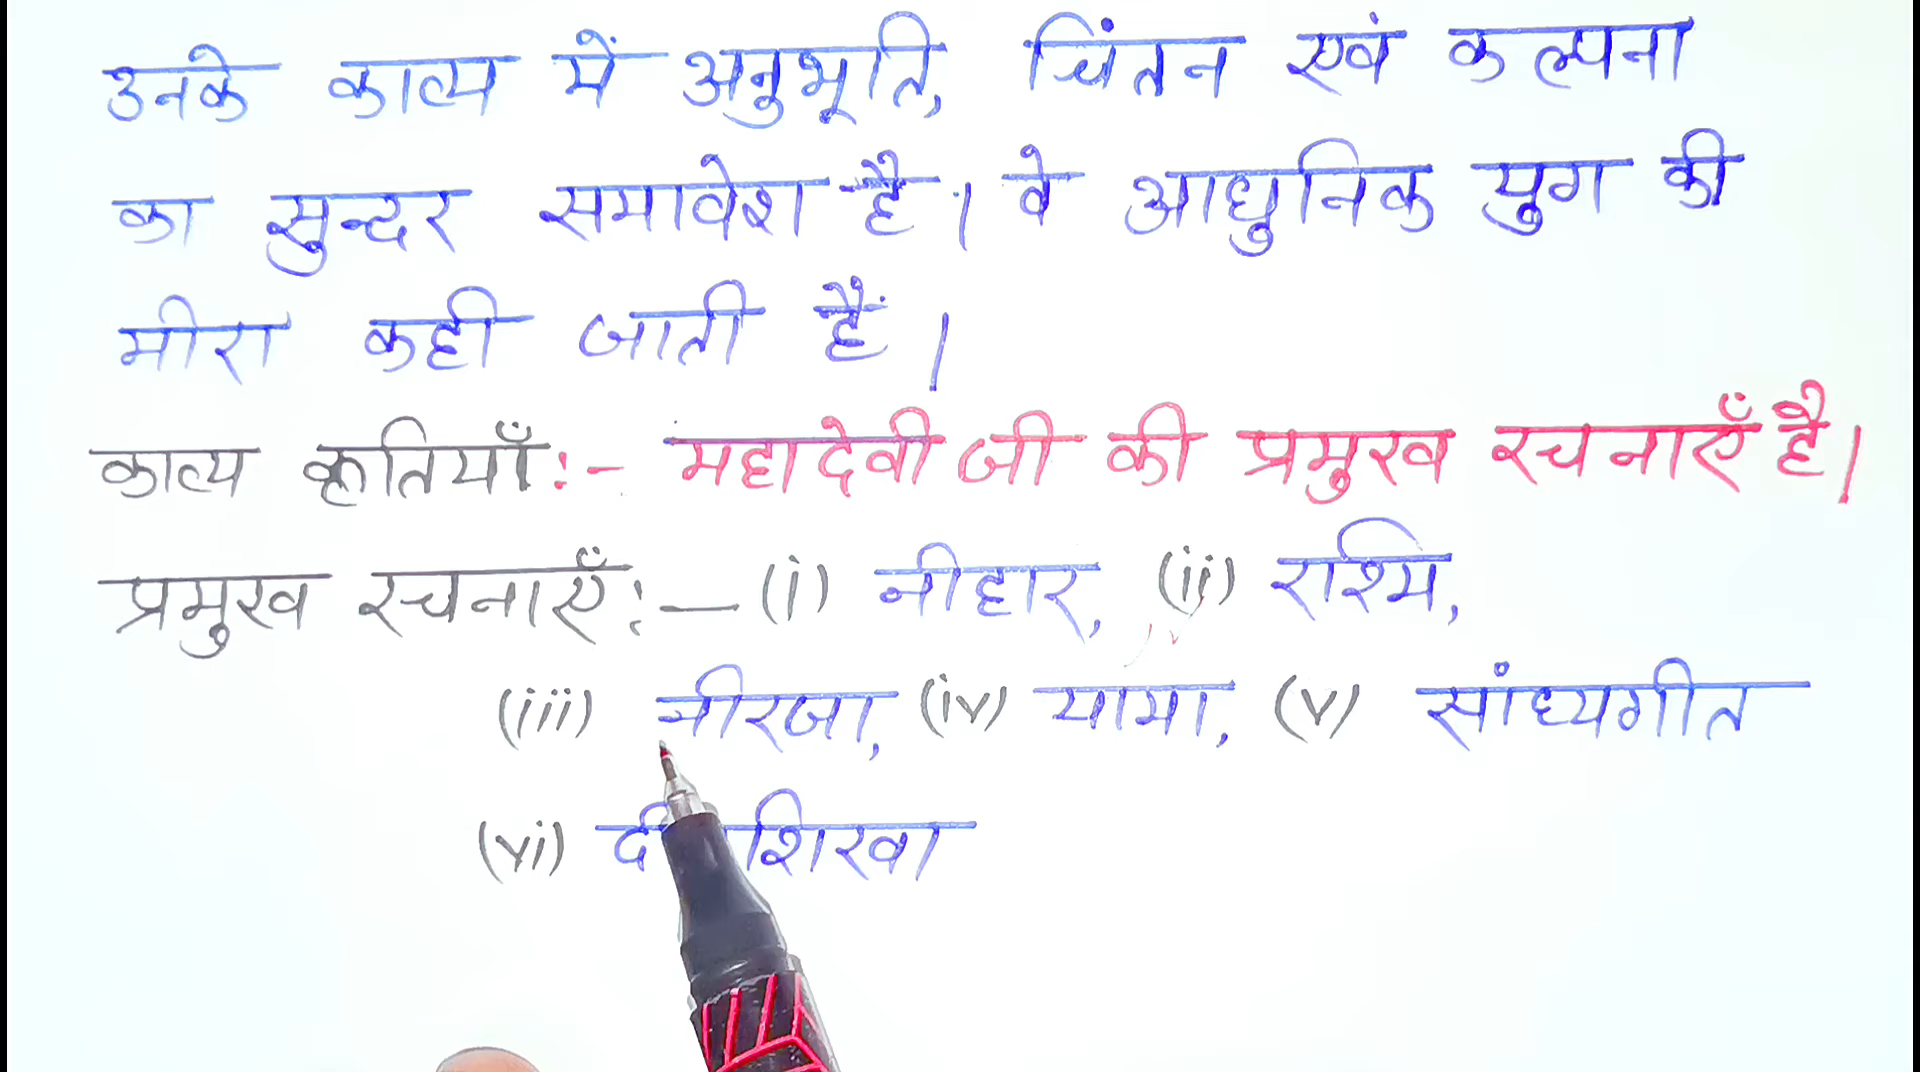 उनके काव्य में अनुभूति, चिंतन एवं कल्पना
का सुन्दर समावेश है। वे आधुनिक युग की
मीरा कही जाती हैं।
काव्य कृतियाँ:- महादेवी जी की प्रमुख रचनाएँ है।
प्रमुख रचनाएँ:— (i) नीहार, (ii) रश्मि,
(iii) नीरजा, (iv) यामा, (v) सांध्यगीत
(vi)